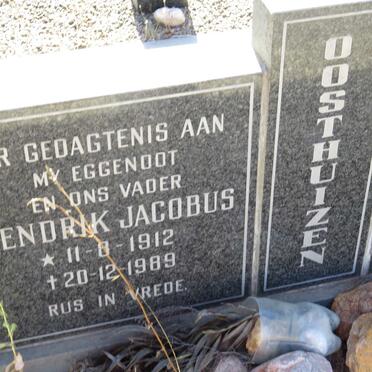 R GEDAGTENIS AAN
MY EGGENOOT
EN ONS VADER
ENDRIK JACOBUS
* 11-8-1912
✝ 20-12-1989
RUS IN VREDE.
OOSTHUIZEN